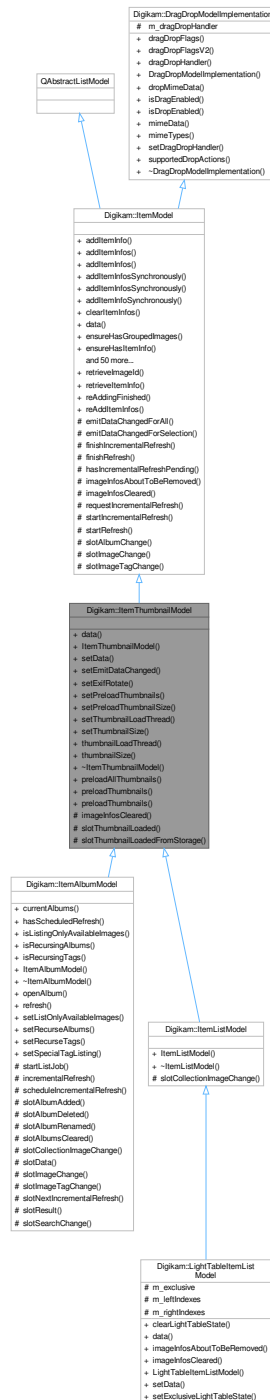 Digikam::DragDropModelImplementation
# m_dragDropHandler
+ dragDropFlags()
+ dragDropFlagsV2()
+ dragDropHandler()
+ DragDropModelImplementation()
+ dropMimeData()
+ isDragEnabled()
+ isDropEnabled()
+ mimeData()
+ mimeTypes()
+ setDragDropHandler()
+ supportedDropActions()
+ ~DragDropModelImplementation()
QAbstractListModel
Digikam::ItemModel
+ addItemInfo()
+ addItemInfos()
+ addItemInfos()
+ addItemInfosSynchronously()
+ addItemInfosSynchronously()
+ addItemInfoSynchronously()
+ clearItemInfos()
+ data()
+ ensureHasGroupedImages()
+ ensureHasItemInfo()
and 50 more...
+ retrieveImageId()
+ retrieveItemInfo()
+ reAddingFinished()
+ reAddItemInfos()
# emitDataChangedForAll()
# emitDataChangedForSelection()
# finishIncrementalRefresh()
# finishRefresh()
# hasIncrementalRefreshPending()
# imageInfosAboutToBeRemoved()
# imageInfosCleared()
# requestIncrementalRefresh()
# startIncrementalRefresh()
# startRefresh()
# slotAlbumChange()
# slotImageChange()
# slotImageTagChange()
Digikam::ItemThumbnailModel
+ data()
+ ItemThumbnailModel()
+ setData()
+ setEmitDataChanged()
+ setExifRotate()
+ setPreloadThumbnails()
+ setPreloadThumbnailSize()
+ setThumbnailLoadThread()
+ setThumbnailSize()
+ thumbnailLoadThread()
+ thumbnailSize()
+ ~ItemThumbnailModel()
+ preloadAllThumbnails()
+ preloadThumbnails()
+ preloadThumbnails()
# imageInfosCleared()
# slotThumbnailLoaded()
# slotThumbnailLoadedFromStorage()
Digikam::ItemAlbumModel
+ currentAlbums()
+ hasScheduledRefresh()
+ isListingOnlyAvailableImages()
+ isRecursingAlbums()
+ isRecursingTags()
+ ItemAlbumModel()
+ ~ItemAlbumModel()
+ openAlbum()
+ refresh()
+ setListOnlyAvailableImages()
+ setRecurseAlbums()
+ setRecurseTags()
+ setSpecialTagListing()
# startListJob()
# incrementalRefresh()
# scheduleIncrementalRefresh()
# slotAlbumAdded()
# slotAlbumDeleted()
# slotAlbumRenamed()
# slotAlbumsCleared()
# slotCollectionImageChange()
# slotData()
# slotImageChange()
# slotImageTagChange()
# slotNextIncrementalRefresh()
# slotResult()
# slotSearchChange()
Digikam::ItemListModel
+ ItemListModel()
+ ~ItemListModel()
# slotCollectionImageChange()
Digikam::LightTableItemList
Model
# m_exclusive
# m_leftIndexes
# m_rightIndexes
+ clearLightTableState()
+ data()
+ imageInfosAboutToBeRemoved()
+ imageInfosCleared()
+ LightTableItemListModel()
+ setData()
+ setExclusiveLightTableState()